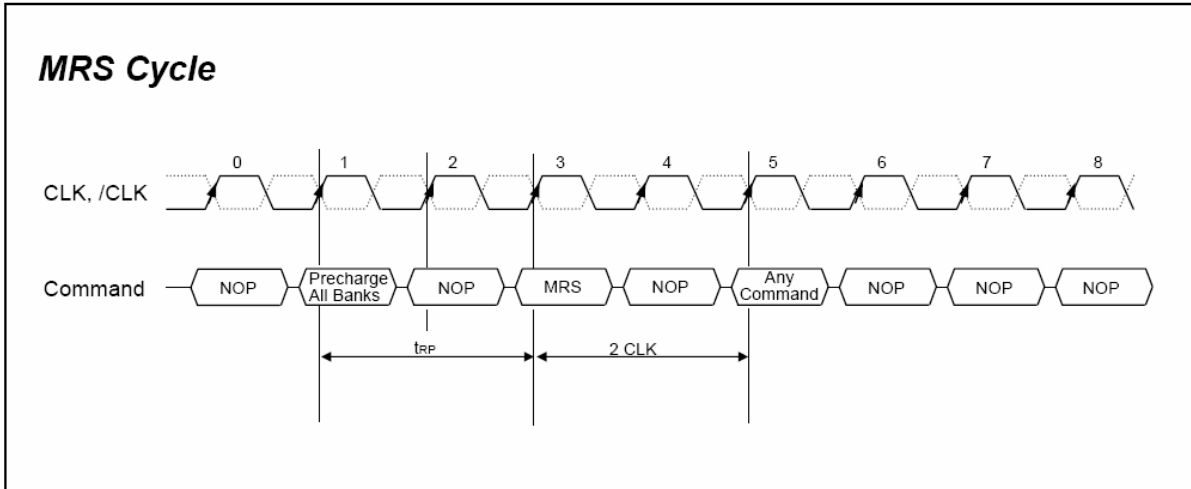 MRS Cycle
0 1 2 3 4 5 6 7 8
CLK, /CLK
Command NOP Precharge All Banks NOP MRS NOP Any Command NOP NOP NOP
tRP 2 CLK